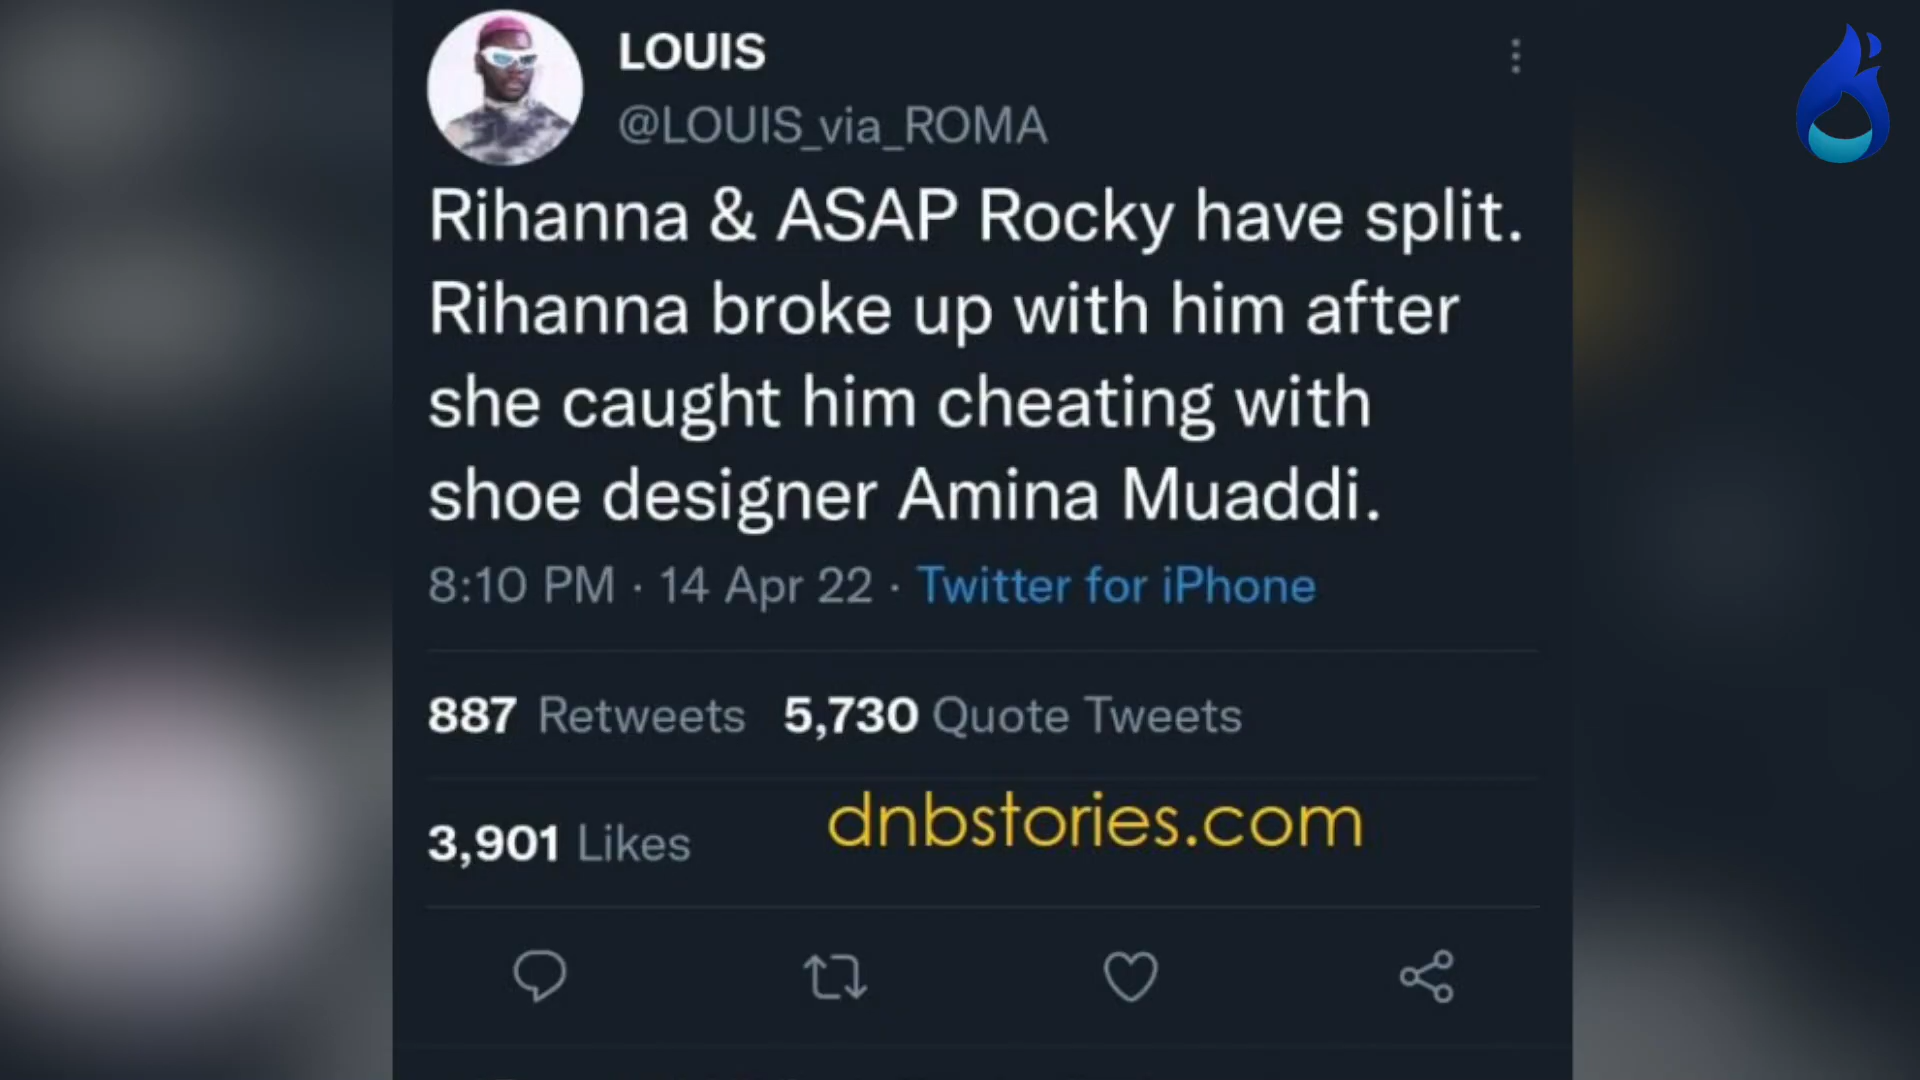 LOUIS
@LOUIS_via_ROMA
Rihanna & ASAP Rocky have split.
Rihanna broke up with him after
she caught him cheating with
shoe designer Amina Muaddi.
8:10 PM · 14 Apr 22 · Twitter for iPhone
887 Retweets 5,730 Quote Tweets
3,901 Likes
dnbstories.com